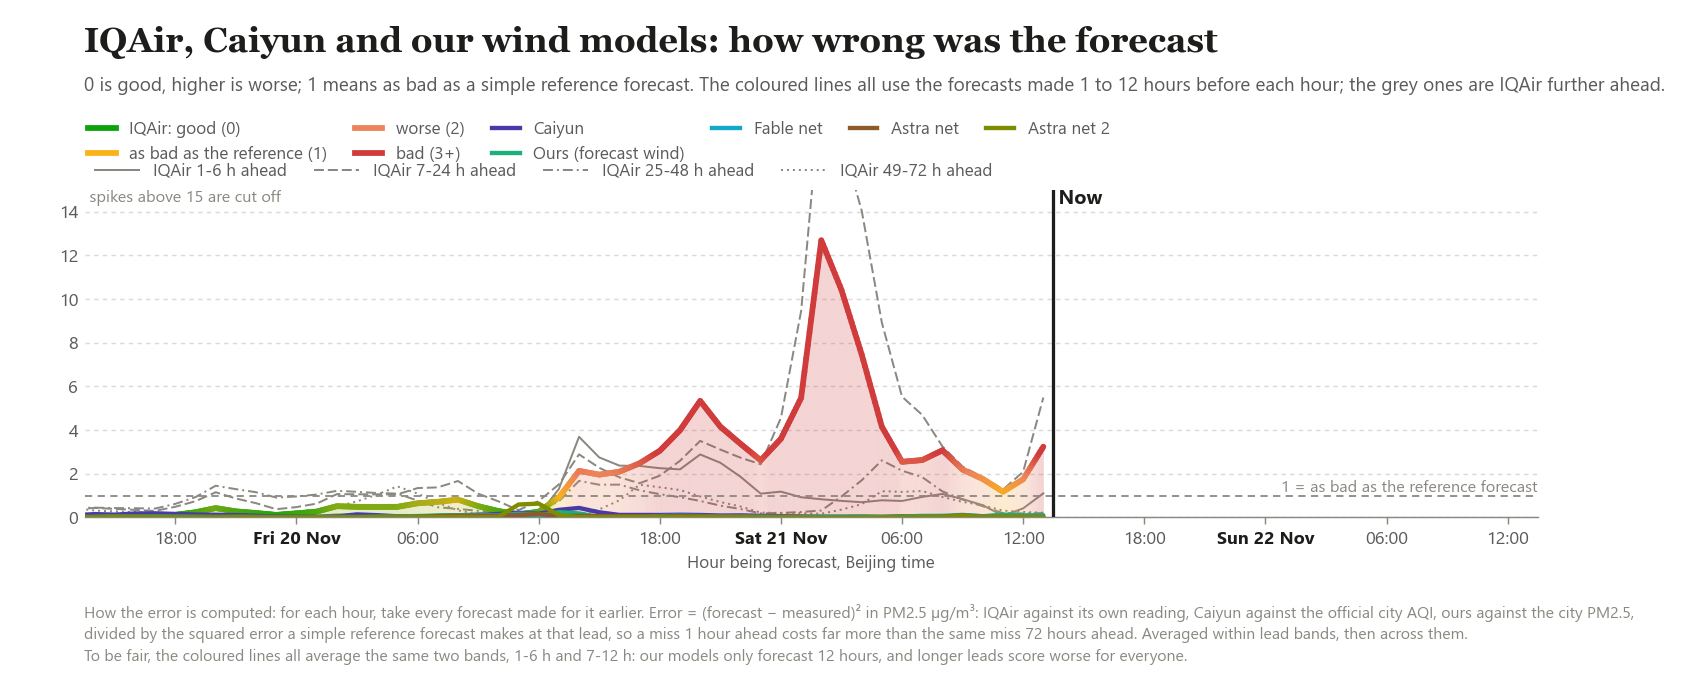 IQAir, Caiyun and our wind models: how wrong was the forecast
0 is good, higher is worse; 1 means as bad as a simple reference forecast. The coloured lines all use the forecasts made 1 to 12 hours before each hour; the grey ones are IQAir further ahead.
IQAir: good (0) worse (2) Caiyun Fable net Astra net Astra net 2
as bad as the reference (1) bad (3+) Ours (forecast wind)
IQAir 1-6 h ahead IQAir 7-24 h ahead IQAir 25-48 h ahead IQAir 49-72 h ahead
spikes above 15 are cut off
Now
14
12
10
8
6
4
2
1 = as bad as the reference forecast
0
18:00 Fri 20 Nov 06:00 12:00 18:00 Sat 21 Nov 06:00 12:00 18:00 Sun 22 Nov 06:00 12:00
Hour being forecast, Beijing time
How the error is computed: for each hour, take every forecast made for it earlier. Error = (forecast − measured)² in PM2.5 µg/m³: IQAir against its own reading, Caiyun against the official city AQI, ours against the city PM2.5,
divided by the squared error a simple reference forecast makes at that lead, so a miss 1 hour ahead costs far more than the same miss 72 hours ahead. Averaged within lead bands, then across them.
To be fair, the coloured lines all average the same two bands, 1-6 h and 7-12 h: our models only forecast 12 hours, and longer leads score worse for everyone.